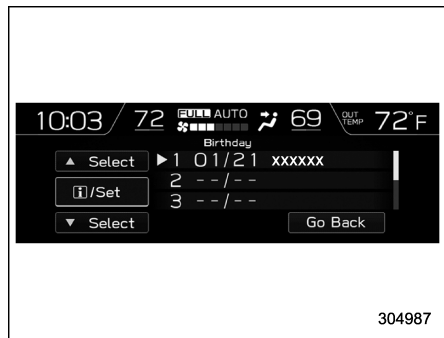 10:03 72 FULL AUTO 69 OUT TEMP 72°F
Birthday
▲ Select ▶1 01/21 xxxxxx
i/Set 2 --/--
3 --/--
▼ Select Go Back
304987